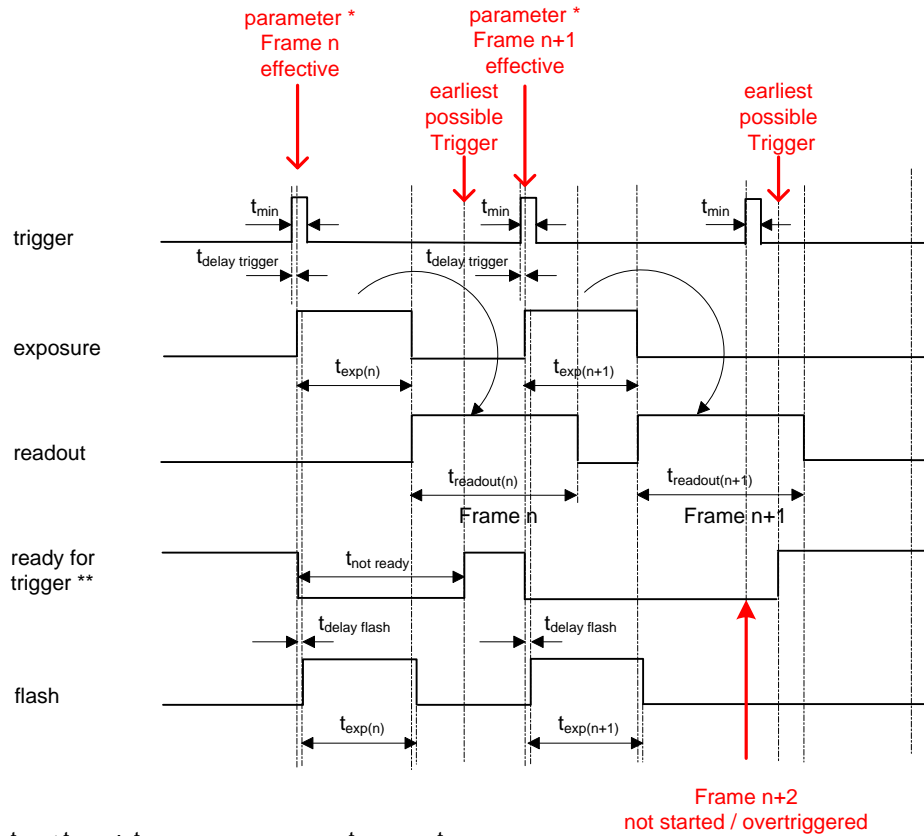 parameter *
Frame n
effective
parameter *
Frame n+1
effective
earliest
possible
Trigger
earliest
possible
Trigger
tmin
tmin
tmin
trigger
tdelay trigger
tdelay trigger
exposure
texp(n)
texp(n+1)
readout
treadout(n)
treadout(n+1)
Frame n
Frame n+1
ready for
trigger **
tnot ready
tdelay flash
tdelay flash
flash
texp(n)
texp(n+1)
Frame n+2
not started / overtriggered